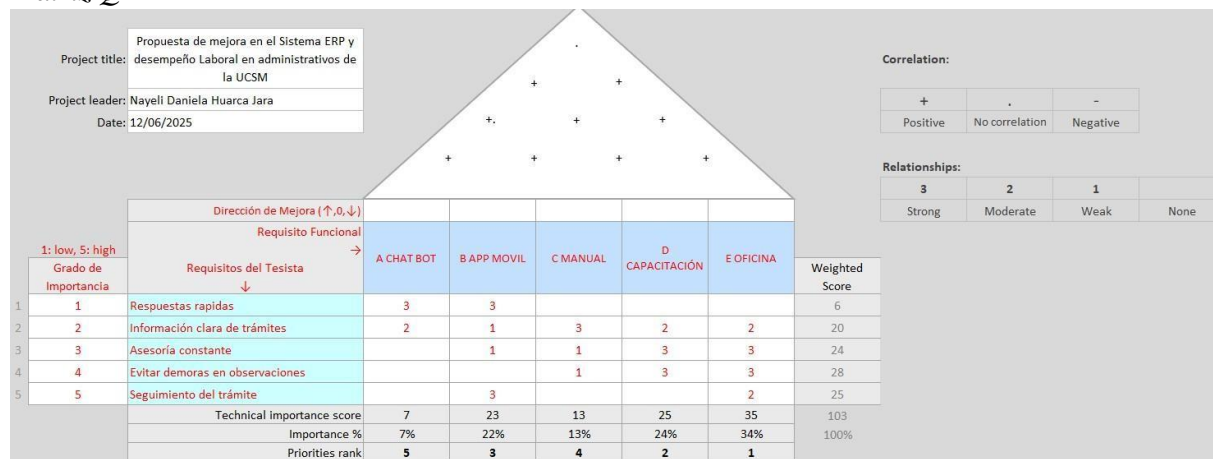 Propuesta de mejora en el Sistema ERP y
Project title: desempeño Laboral en administrativos de
la UCSM
Project leader: Nayeli Daniela Huarca Jara
Date: 12/06/2025
.
+ +
+. + +
+ + + +
Correlation:
+ . -
Positive No correlation Negative
Relationships:
3 2 1
Strong Moderate Weak None
Dirección de Mejora (↑,0,↓)
Requisito Funcional
1: low, 5: high →
Grado de Importancia Requisitos del Tesista ↓ A CHAT BOT B APP MOVIL C MANUAL D CAPACITACIÓN E OFICINA Weighted Score
1 1 Respuestas rapidas 3 3 6
2 2 Información clara de trámites 2 1 3 2 2 20
3 3 Asesoría constante 1 1 3 3 24
4 4 Evitar demoras en observaciones 1 3 3 28
5 5 Seguimiento del trámite 3 2 25
Technical importance score 7 23 13 25 35 103
Importance % 7% 22% 13% 24% 34% 100%
Priorities rank 5 3 4 2 1